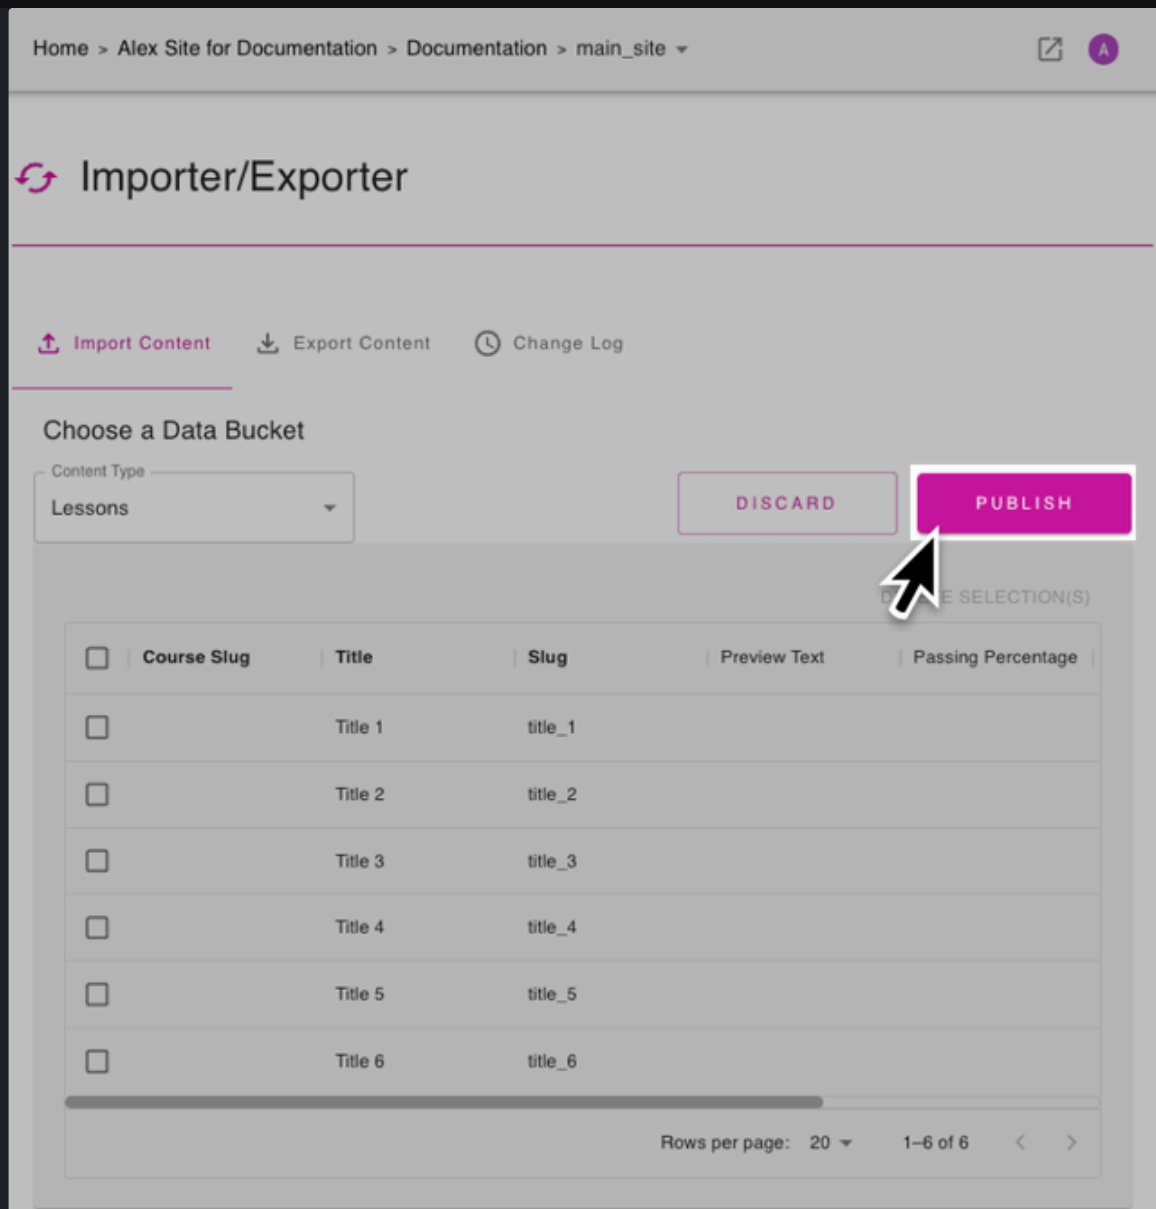 Home > Alex Site for Documentation > Documentation > main_site
A
Importer/Exporter
Import Content Export Content Change Log
Choose a Data Bucket
Content Type
Lessons
DISCARD PUBLISH
SELECTION(S)
Course Slug Title Slug Preview Text Passing Percentage
Title 1 title_1
Title 2 title_2
Title 3 title_3
Title 4 title_4
Title 5 title_5
Title 6 title_6
Rows per page: 20 1–6 of 6